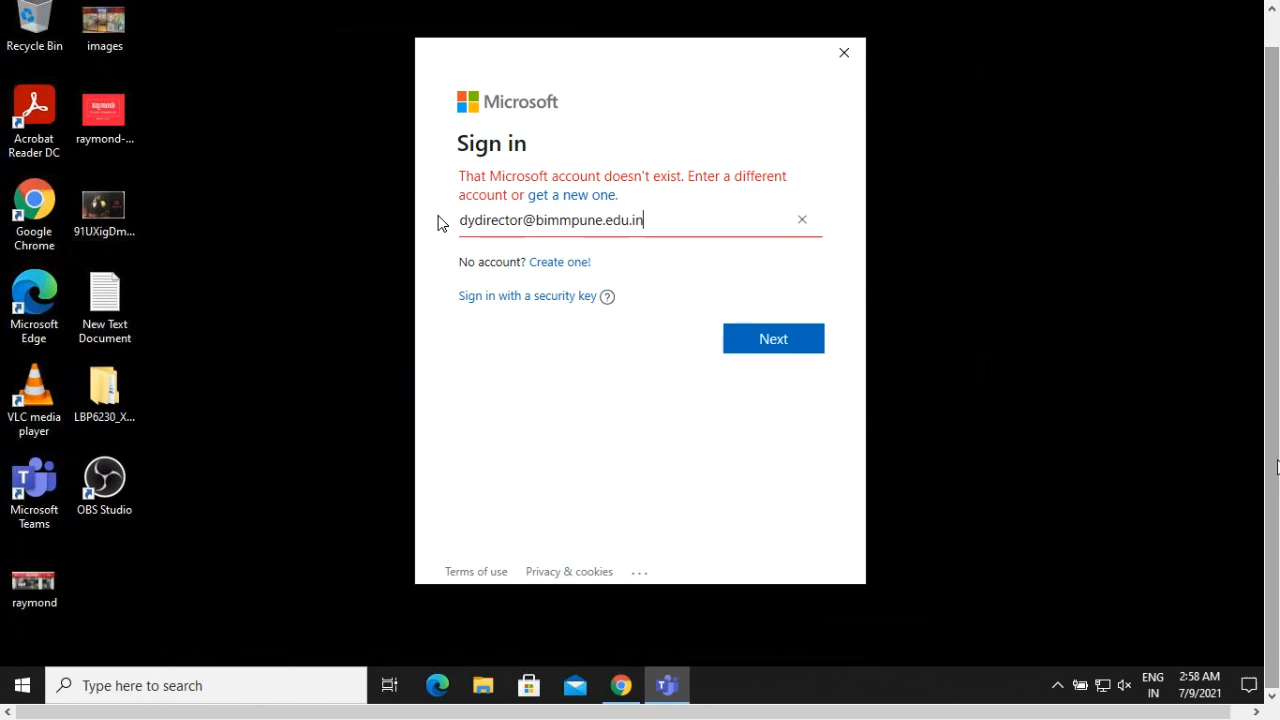 Recycle Bin
images
Acrobat
Reader DC
raymond-...
Google
Chrome
91UXigDm...
Microsoft
Edge
New Text
Document
VLC media
player
LBP6230_X...
Microsoft
Teams
OBS Studio
raymond
Microsoft
Sign in
That Microsoft account doesn't exist. Enter a different
account or get a new one.
dydirector@bimmpune.edu.in
No account? Create one!
Sign in with a security key ?
Next
Terms of use Privacy & cookies ...
Type here to search
ENG
IN
2:58 AM
7/9/2021